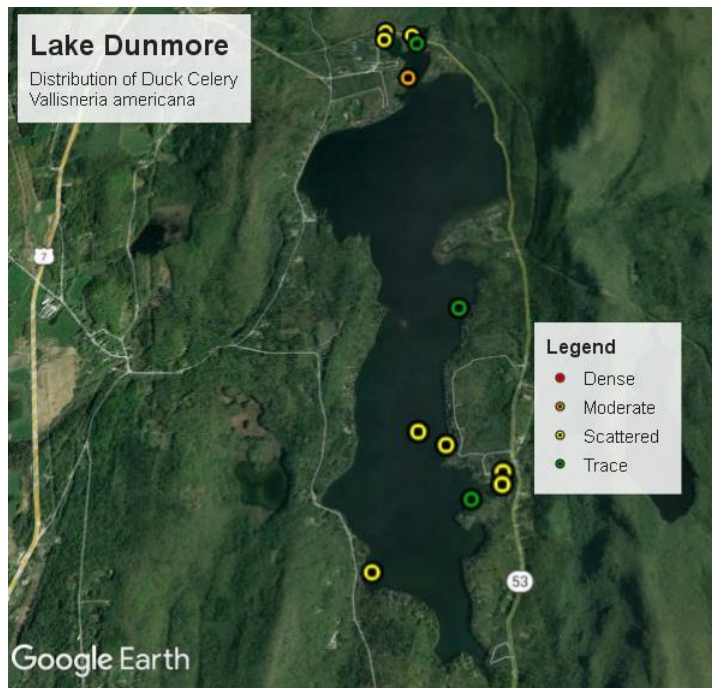 Lake Dunmore
Distribution of Duck Celery
Vallisneria americana
7
Legend
Dense
Moderate
Scattered
Trace
53
Google Earth